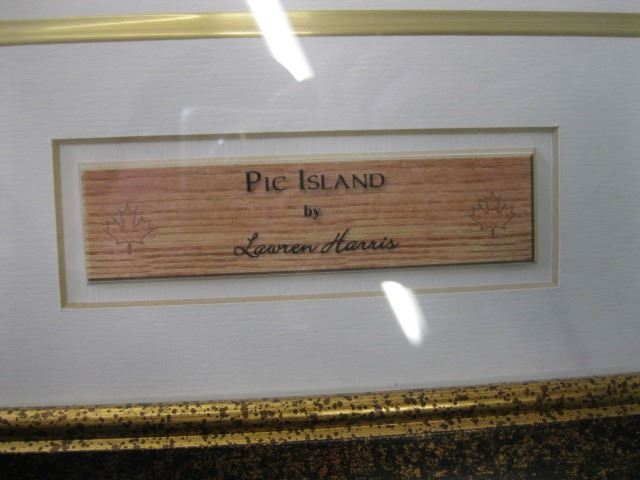 PIC ISLAND
by
Lawren Harris